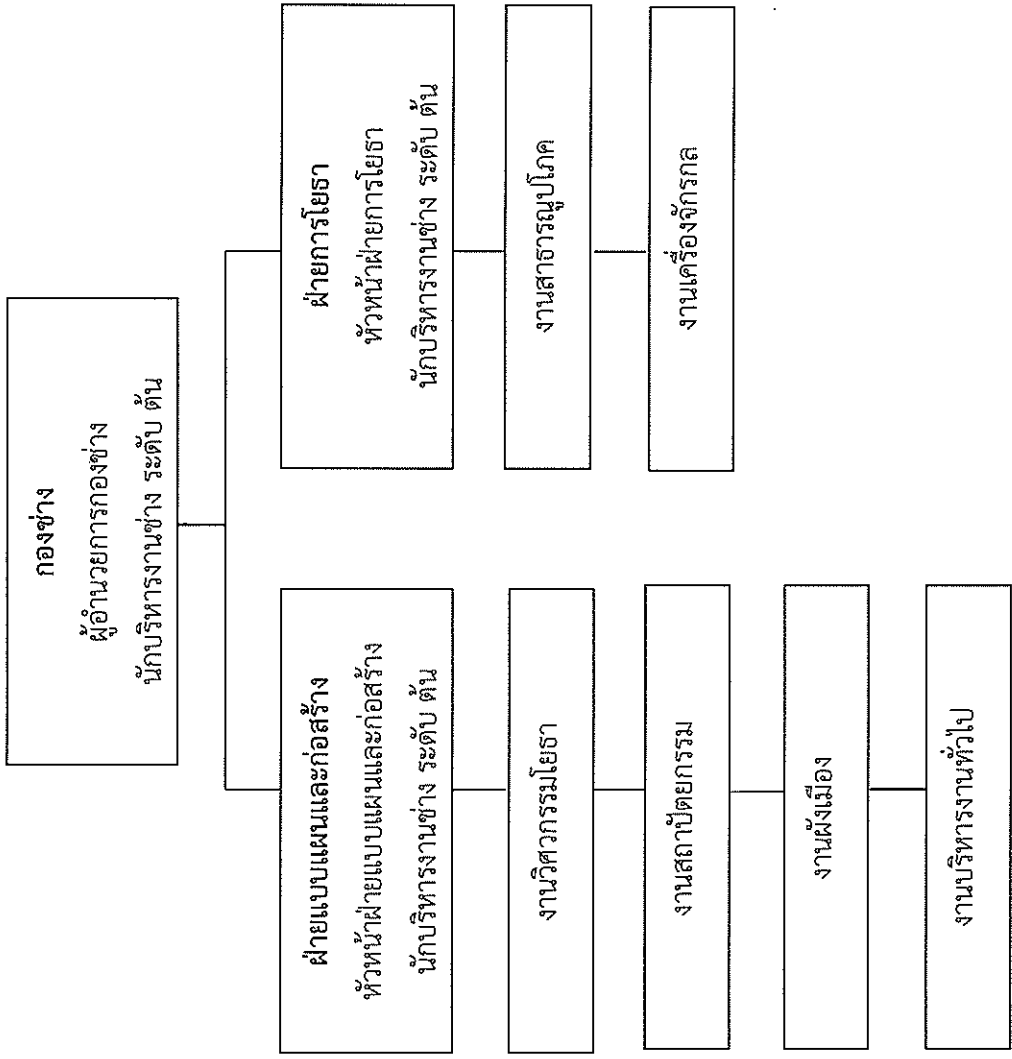 กองช่าง
ผู้อำนวยการกองช่าง
นักบริหารงานช่าง ระดับ ต้น
ฝ่ายแบบแผนและก่อสร้าง
หัวหน้าฝ่ายแบบแผนและก่อสร้าง
นักบริหารงานช่าง ระดับ ต้น
งานวิศวกรรมโยธา
งานสถาปัตยกรรม
งานผังเมือง
งานบริหารงานทั่วไป
ฝ่ายการโยธา
หัวหน้าฝ่ายการโยธา
นักบริหารงานช่าง ระดับ ต้น
งานสาธารณูปโภค
งานเครื่องจักรกล